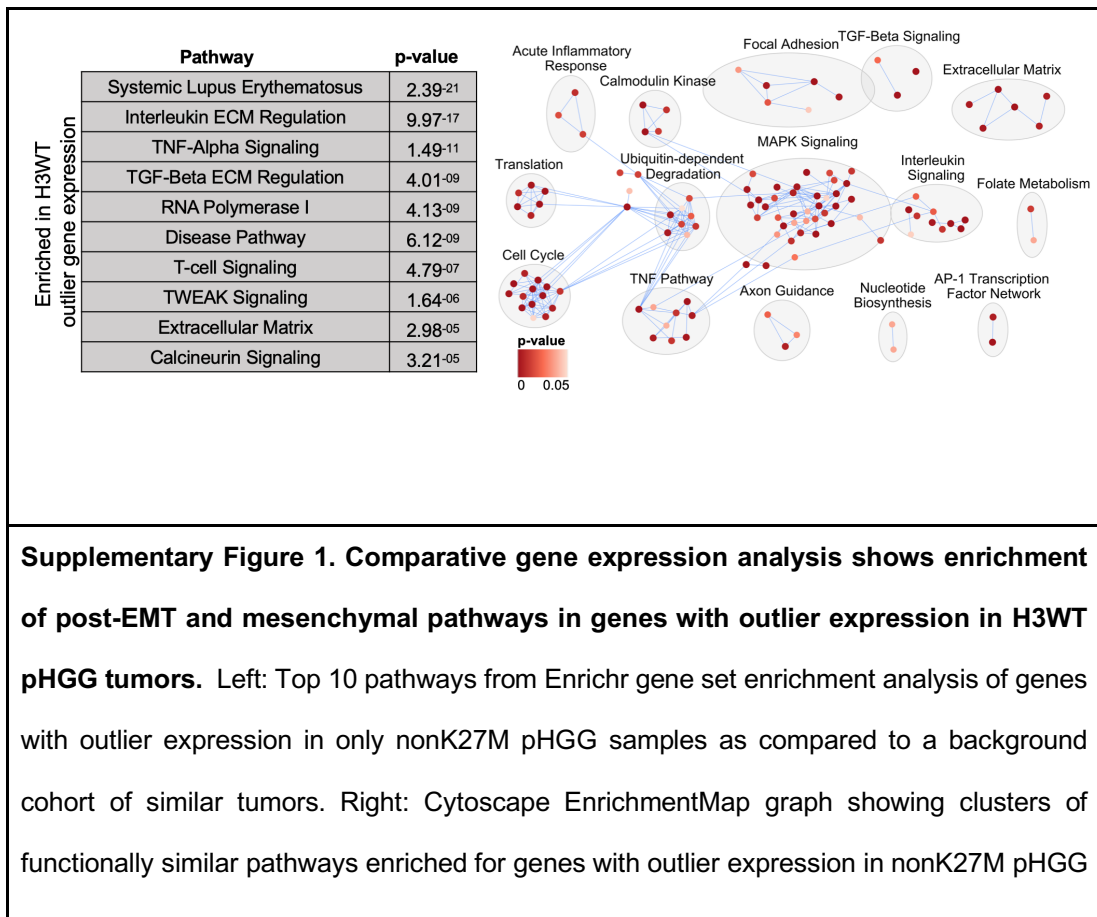 Pathway p-value
Enriched in H3WT
outlier gene expression
Systemic Lupus Erythematosus 2.39-21
Interleukin ECM Regulation 9.97-17
TNF-Alpha Signaling 1.49-11
TGF-Beta ECM Regulation 4.01-09
RNA Polymerase I 4.13-09
Disease Pathway 6.12-09
T-cell Signaling 4.79-07
TWEAK Signaling 1.64-06
Extracellular Matrix 2.98-05
Calcineurin Signaling 3.21-05
Acute Inflammatory
Response
Calmodulin Kinase
Focal Adhesion
TGF-Beta Signaling
Extracellular Matrix
Translation
Ubiquitin-dependent
Degradation
MAPK Signaling
Interleukin
Signaling
Folate Metabolism
Cell Cycle
TNF Pathway
Axon Guidance
Nucleotide
Biosynthesis
AP-1 Transcription
Factor Network
p-value
0 0.05
Supplementary Figure 1. Comparative gene expression analysis shows enrichment
of post-EMT and mesenchymal pathways in genes with outlier expression in H3WT
pHGG tumors. Left: Top 10 pathways from Enrichr gene set enrichment analysis of genes
with outlier expression in only nonK27M pHGG samples as compared to a background
cohort of similar tumors. Right: Cytoscape EnrichmentMap graph showing clusters of
functionally similar pathways enriched for genes with outlier expression in nonK27M pHGG